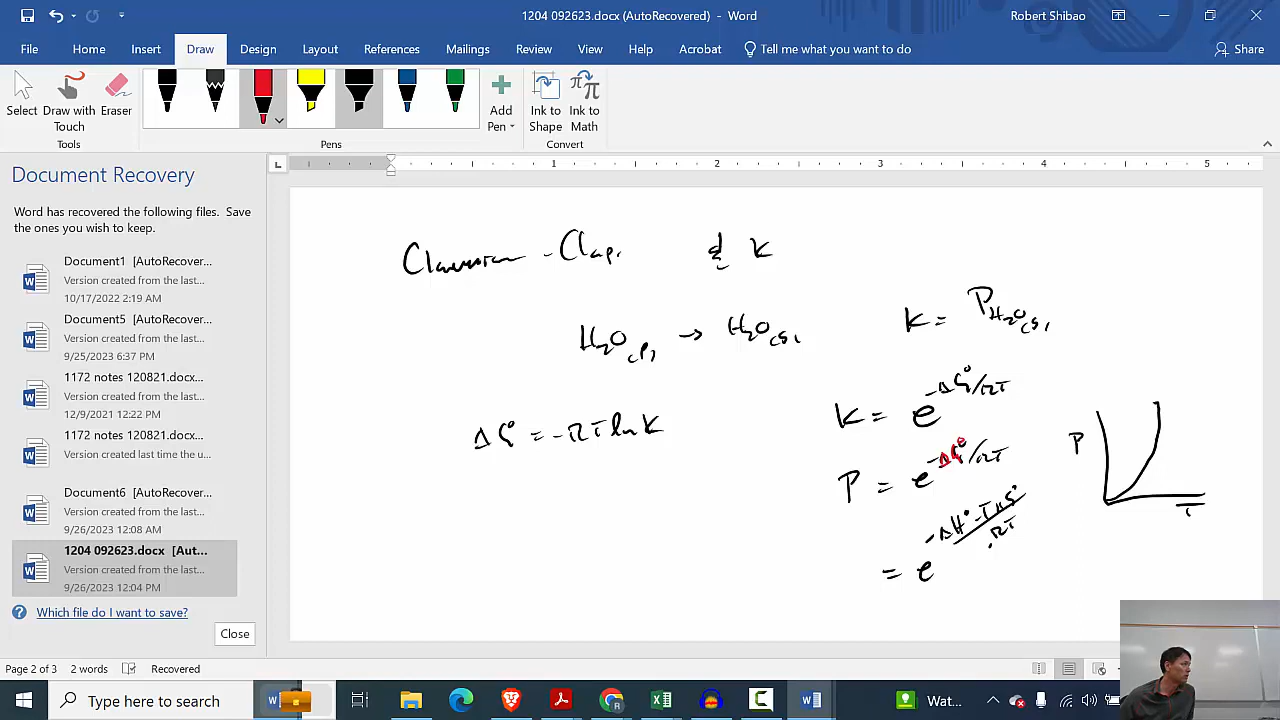 1204 092623.docx (AutoRecovered) - Word
Robert Shibao
File Home Insert Draw Design Layout References Mailings Review View Help Acrobat Tell me what you want to do Share
Select Draw with Touch Eraser Add Pen Ink to Shape Ink to Math
Tools Pens Convert
1 2 3 4 5
Document Recovery
Word has recovered the following files. Save the ones you wish to keep.
Document1 [AutoRecover...
Version created from the last...
10/17/2022 2:19 AM
Document5 [AutoRecover...
Version created from the last...
9/25/2023 6:37 PM
1172 notes 120821.docx...
Version created from the last...
12/9/2021 12:22 PM
1172 notes 120821.docx...
Version created from the last time the u...
Document6 [AutoRecover...
Version created from the last...
9/26/2023 12:08 AM
1204 092623.docx [Aut...
Version created from the last...
9/26/2023 12:04 PM
Which file do I want to save?
Close
- Clap. & K
H₂O → H₂O
K = P H₂O
ΔG° = -RT ln K
K = e^-ΔG°/RT
P = e^-ΔG°/RT
= e^-ΔH°-TΔS°/RT
P
T
Page 2 of 3 2 words Recovered
Type here to search
Wat...